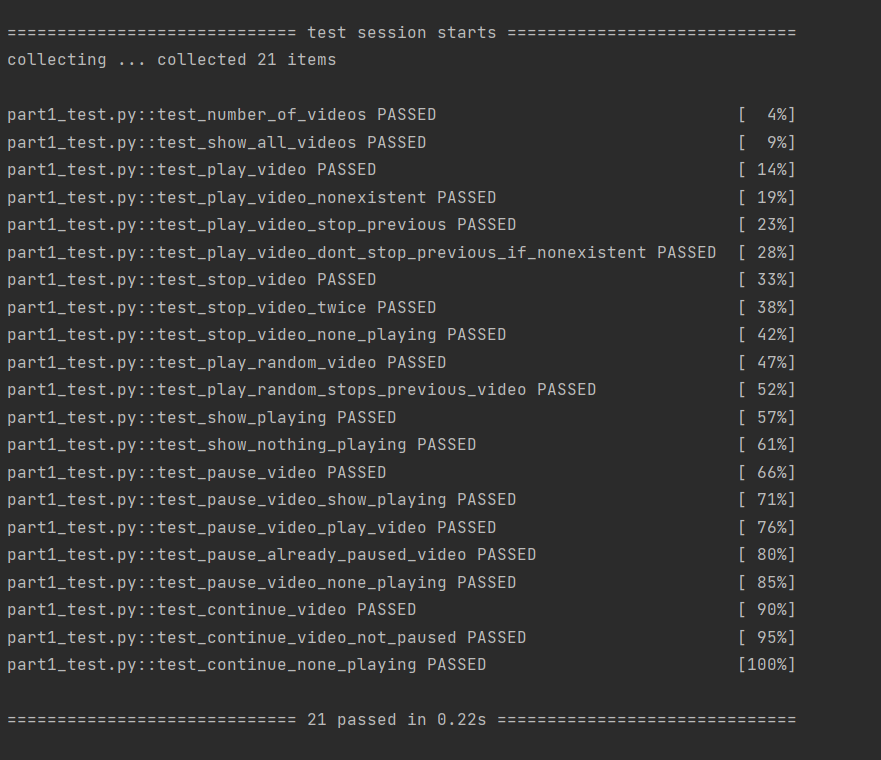 ============================= test session starts =============================
collecting ... collected 21 items
part1_test.py::test_number_of_videos PASSED [  4%]
part1_test.py::test_show_all_videos PASSED [  9%]
part1_test.py::test_play_video PASSED [ 14%]
part1_test.py::test_play_video_nonexistent PASSED [ 19%]
part1_test.py::test_play_video_stop_previous PASSED [ 23%]
part1_test.py::test_play_video_dont_stop_previous_if_nonexistent PASSED [ 28%]
part1_test.py::test_stop_video PASSED [ 33%]
part1_test.py::test_stop_video_twice PASSED [ 38%]
part1_test.py::test_stop_video_none_playing PASSED [ 42%]
part1_test.py::test_play_random_video PASSED [ 47%]
part1_test.py::test_play_random_stops_previous_video PASSED [ 52%]
part1_test.py::test_show_playing PASSED [ 57%]
part1_test.py::test_show_nothing_playing PASSED [ 61%]
part1_test.py::test_pause_video PASSED [ 66%]
part1_test.py::test_pause_video_show_playing PASSED [ 71%]
part1_test.py::test_pause_video_play_video PASSED [ 76%]
part1_test.py::test_pause_already_paused_video PASSED [ 80%]
part1_test.py::test_pause_video_none_playing PASSED [ 85%]
part1_test.py::test_continue_video PASSED [ 90%]
part1_test.py::test_continue_video_not_paused PASSED [ 95%]
part1_test.py::test_continue_none_playing PASSED [100%]
============================= 21 passed in 0.22s ==============================